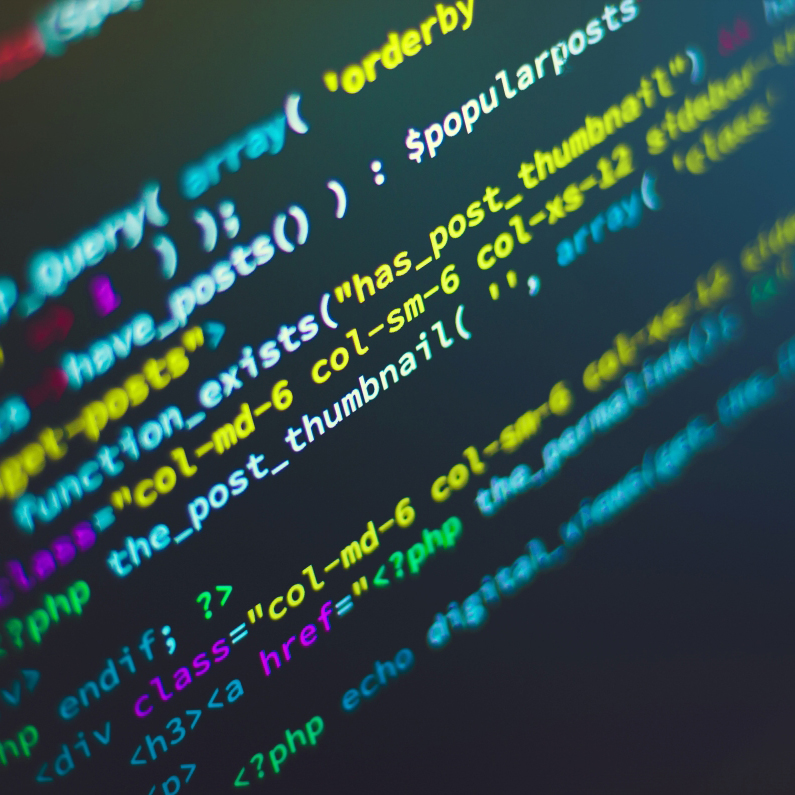 array( 'orderby
_Query(
) );
have_posts() ) : $popularposts
get-posts">
function_exists("has_post_thumbnail")
class="col-md-6 col-sm-6 col-xs-12 sidebar
<?php the_post_thumbnail( '', array( 'class'
<?php endif; ?>
<div class="col-md-6 col-sm-6 col-xs-12
<h3><a href="<?php the_permalink();
<p> <?php echo digital_views(get_the_